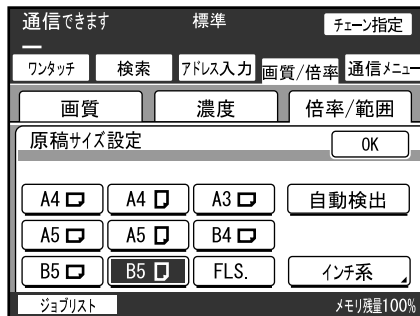 通信できます 標準 チェーン指定
ワンタッチ 検索 アドレス入力 画質/倍率 通信メニュー
画質 濃度 倍率/範囲
原稿サイズ設定 OK
A4 A4 A3 自動検出
A5 A5 B4
B5 B5 FLS. インチ系
ジョブリスト メモリ残量100%